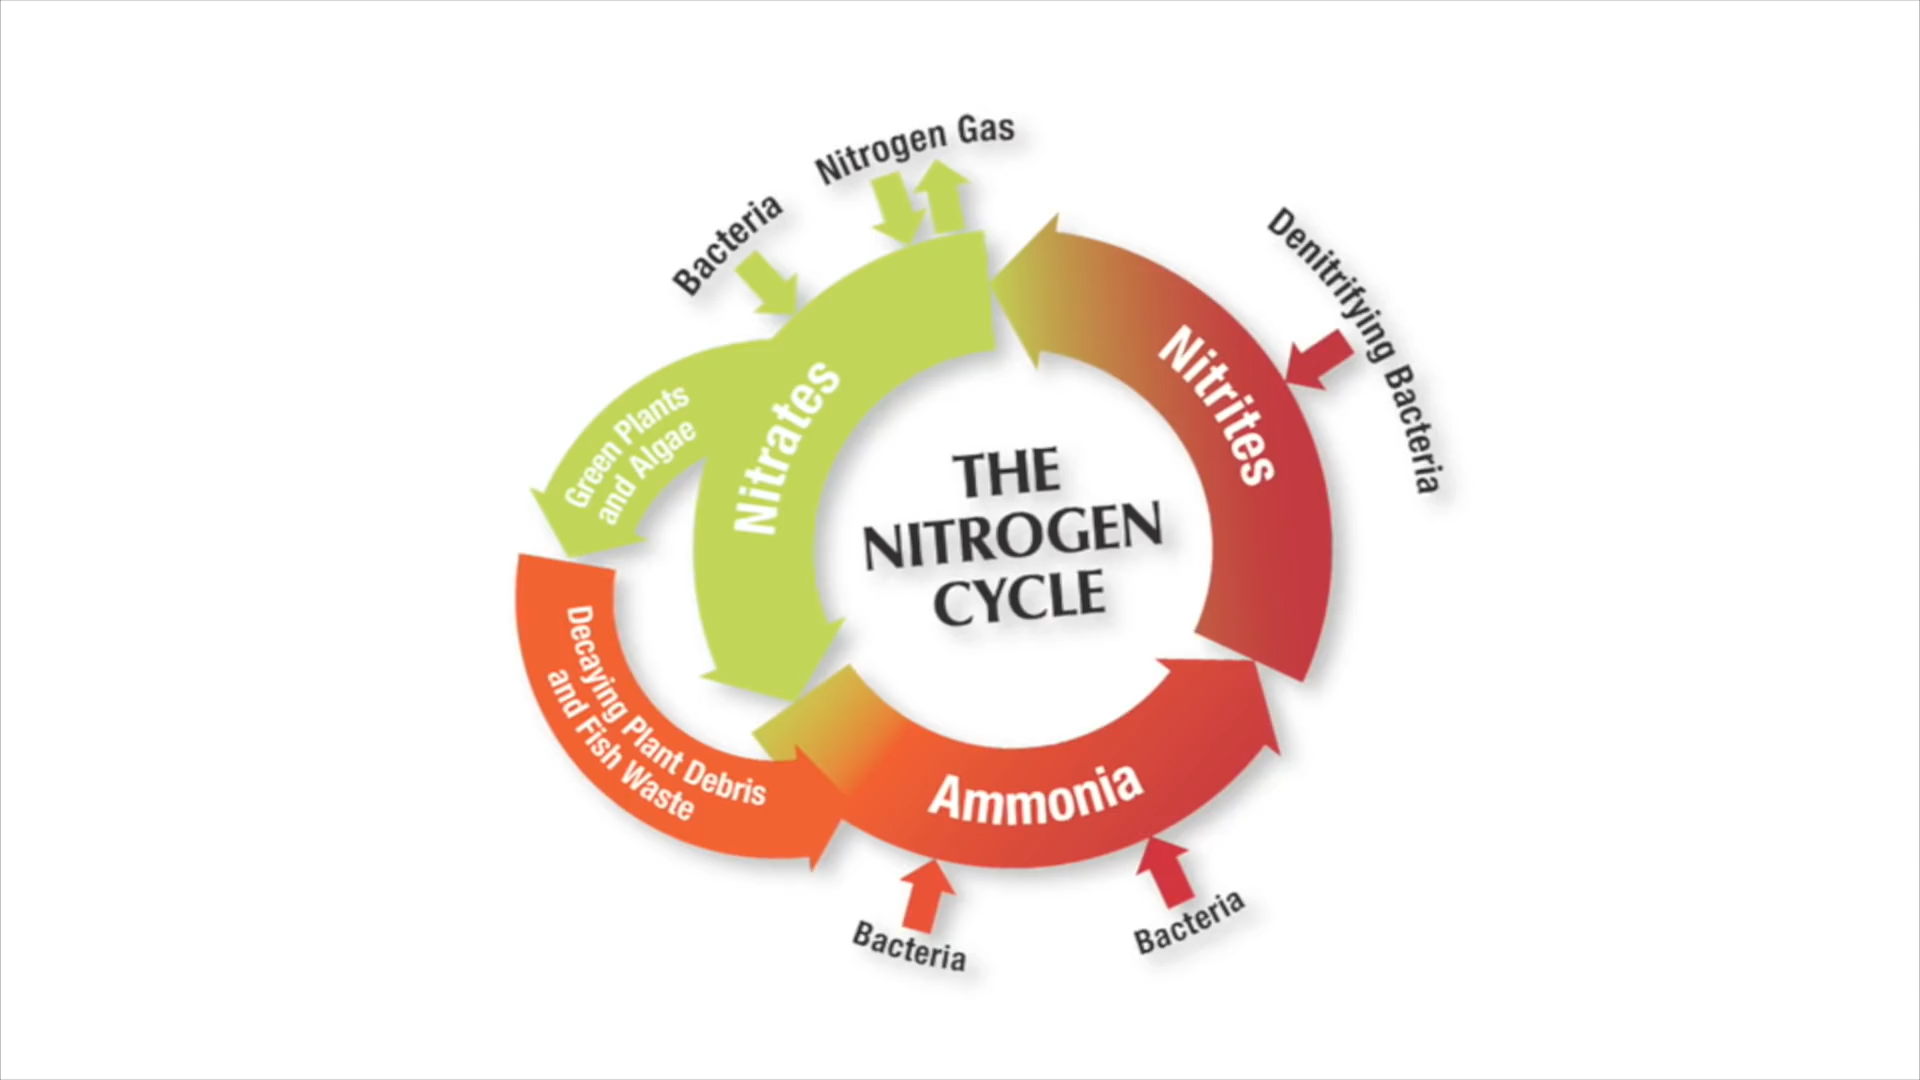 Nitrogen Gas
Bacteria
Denitrifying Bacteria
Nitrites
Nitrates
Green Plants
and Algae
THE
NITROGEN
CYCLE
Decaying Plant Debris
and Fish Waste
Ammonia
Bacteria
Bacteria